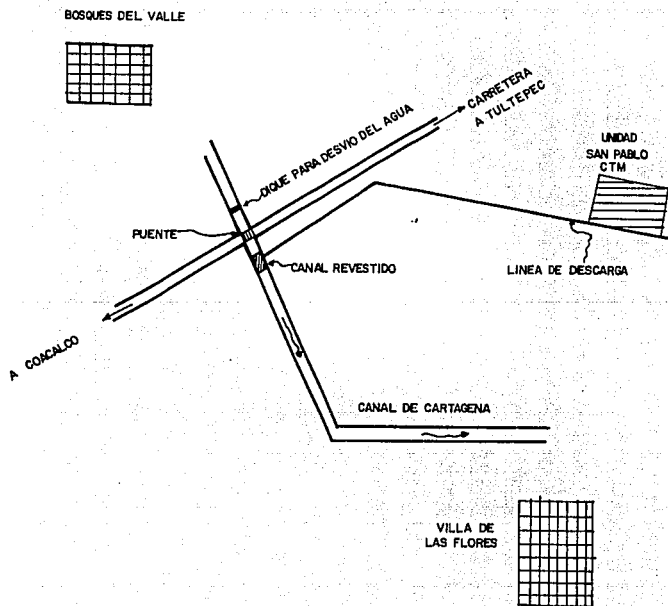 BOSQUES DEL VALLE
CARRETERA
A TULTEPEC
DIQUE PARA DESVIO DEL AGUA
UNIDAD
SAN PABLO
CTM
PUENTE
CANAL REVESTIDO
LINEA DE DESCARGA
A COACALCO
CANAL DE CARTAGENA
VILLA DE
LAS FLORES